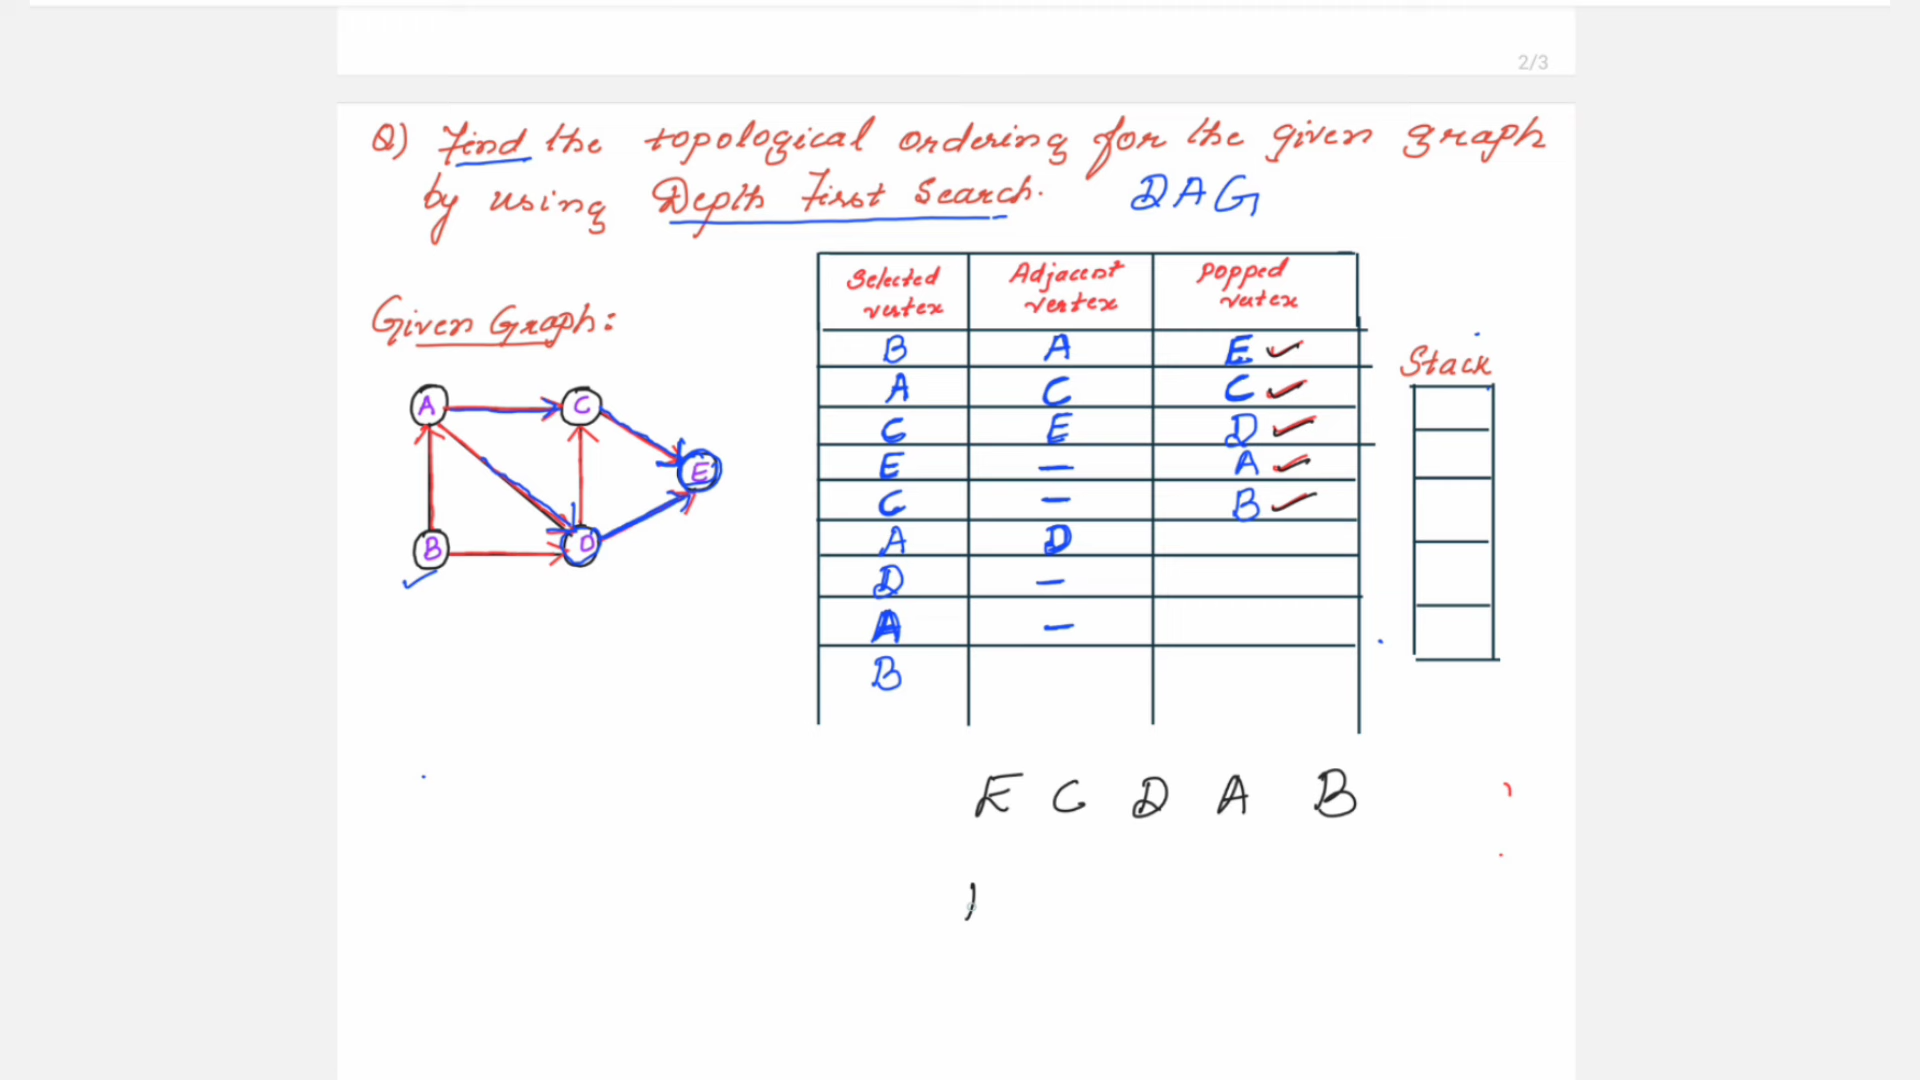 2/3
Q) Find the topological ordering for the given graph
by using Depth First Search. DAG
Given Graph:
Selected vertex Adjacent vertex Popped vertex
B A E ✓
A C C ✓
C E D ✓
E — A ✓
C — B ✓
A D
D —
A —
B
Stack
A C
E
B D
E C D A B